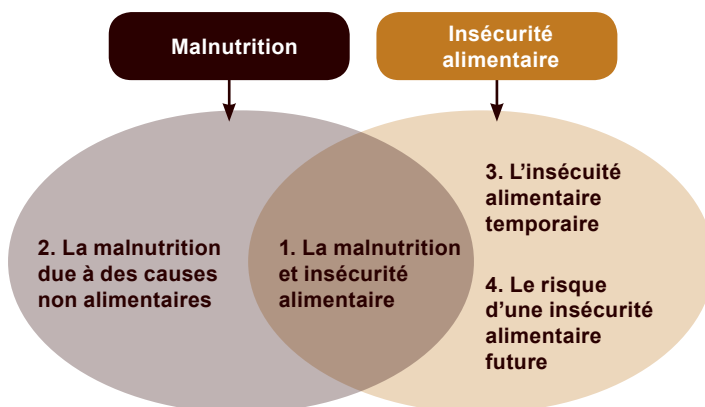 Malnutrition
Insécurité
alimentaire
2. La malnutrition
due à des causes
non alimentaires
1. La malnutrition
et insécurité
alimentaire
3. L’insécuité
alimentaire
temporaire
4. Le risque
d’une insécurité
alimentaire
future